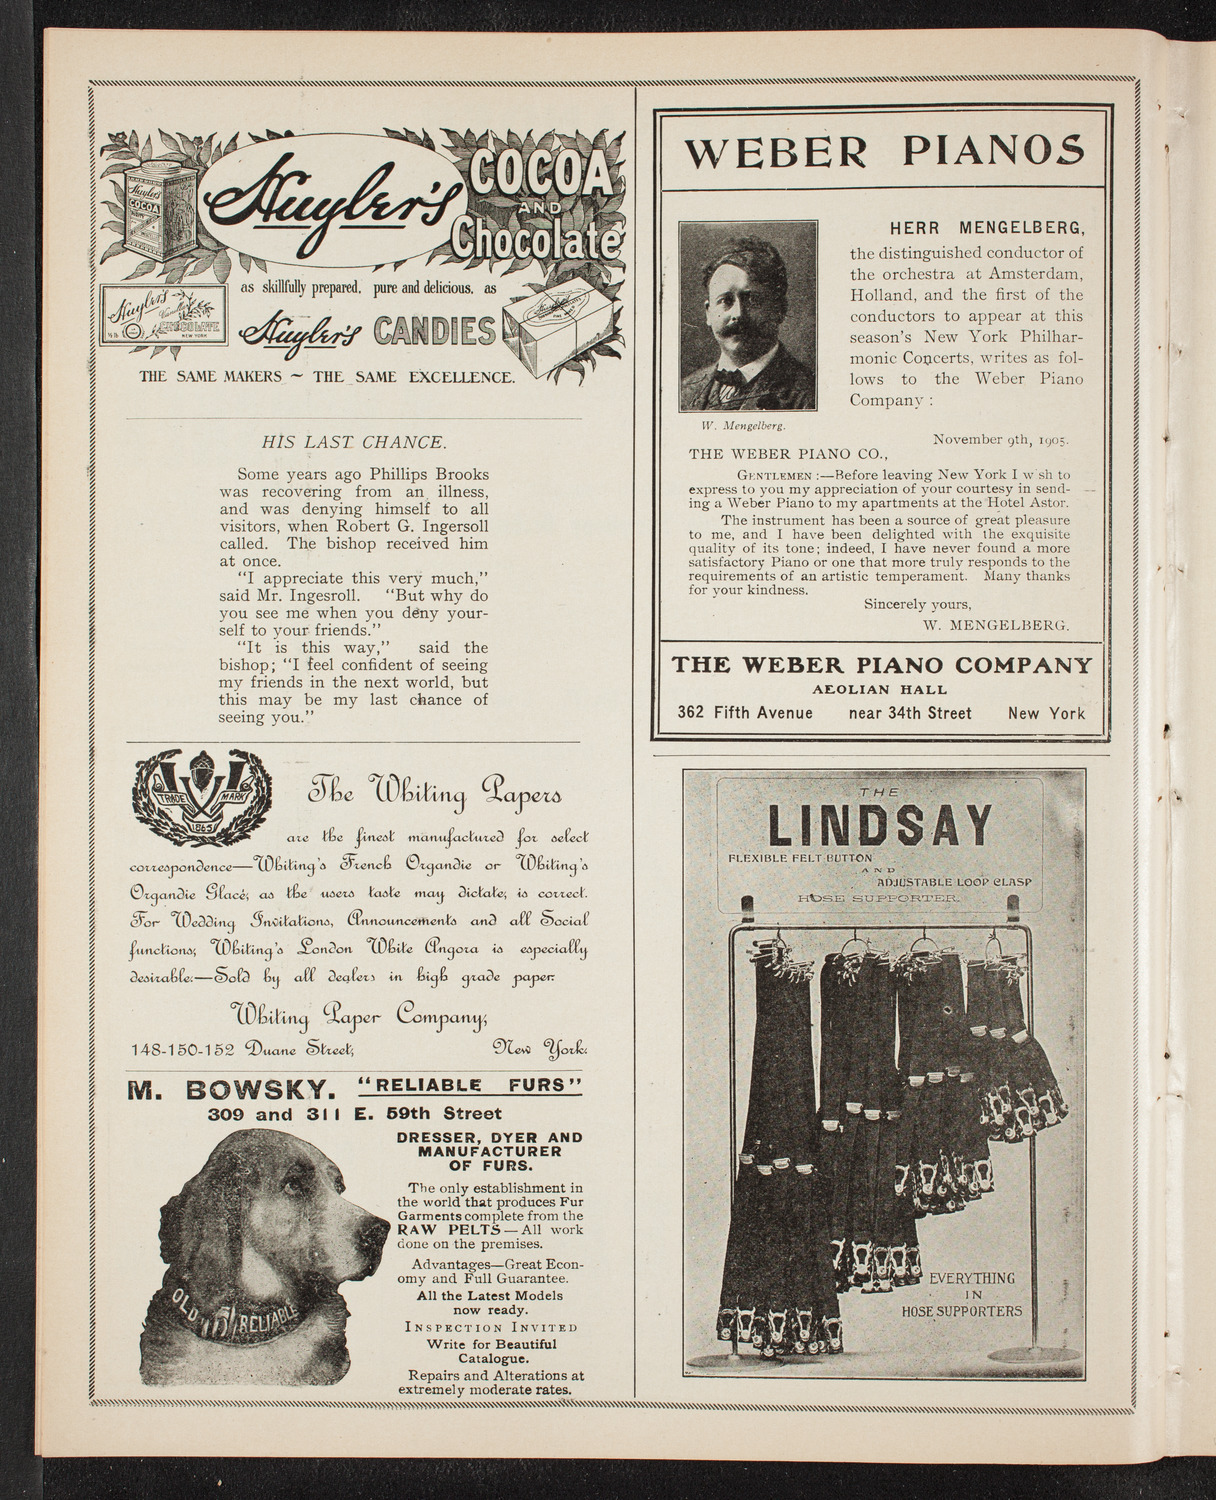 Huyler's COCOA
AND
Chocolate
Huyler's
COCOA
Huyler's
Vanilla
CHOCOLATE
NEW YORK
as skillfully prepared, pure and delicious, as
Huyler's CANDIES
THE SAME MAKERS ~ THE SAME EXCELLENCE.
HIS LAST CHANCE.
Some years ago Phillips Brooks
was recovering from an illness,
and was denying himself to all
visitors, when Robert G. Ingersoll
called. The bishop received him
at once.
"I appreciate this very much,"
said Mr. Ingesroll. "But why do
you see me when you deny your-
self to your friends."
"It is this way," said the
bishop; "I feel confident of seeing
my friends in the next world, but
this may be my last chance of
seeing you."
W
TRADE MARK
1865
The Whiting Papers
are the finest manufactured for select
correspondence—Whiting's French Organdie or Whiting's
Organdie Glacé, as the users taste may dictate, is correct.
For Wedding Invitations, Announcements and all Social
functions, Whiting's London White Angora is especially
desirable.—Sold by all dealers in high grade paper.
Whiting Paper Company,
148-150-152 Duane Street, New York.
M. BOWSKY. "RELIABLE FURS"
309 and 311 E. 59th Street
OLD RELIABLE
DRESSER, DYER AND
MANUFACTURER
OF FURS.
The only establishment in
the world that produces Fur
Garments complete from the
RAW PELTS—All work
done on the premises.
Advantages—Great Econ-
omy and Full Guarantee.
All the Latest Models
now ready.
INSPECTION INVITED
Write for Beautiful
Catalogue.
Repairs and Alterations at
extremely moderate rates.
WEBER PIANOS
HERR MENGELBERG,
the distinguished conductor of
the orchestra at Amsterdam,
Holland, and the first of the
conductors to appear at this
season's New York Philhar-
monic Concerts, writes as fol-
lows to the Weber Piano
Company :
W. Mengelberg.
November 9th, 1905.
THE WEBER PIANO CO.,
GENTLEMEN :—Before leaving New York I w sh to
express to you my appreciation of your courtesy in send-
ing a Weber Piano to my apartments at the Hotel Astor.
The instrument has been a source of great pleasure
to me, and I have been delighted with the exquisite
quality of its tone; indeed, I have never found a more
satisfactory Piano or one that more truly responds to the
requirements of an artistic temperament. Many thanks
for your kindness.
Sincerely yours,
W. MENGELBERG.
THE WEBER PIANO COMPANY
AEOLIAN HALL
362 Fifth Avenue near 34th Street New York
THE
LINDSAY
FLEXIBLE FELT BUTTON
AND
ADJUSTABLE LOOP CLASP
HOSE SUPPORTER.
EVERYTHING
IN
HOSE SUPPORTERS